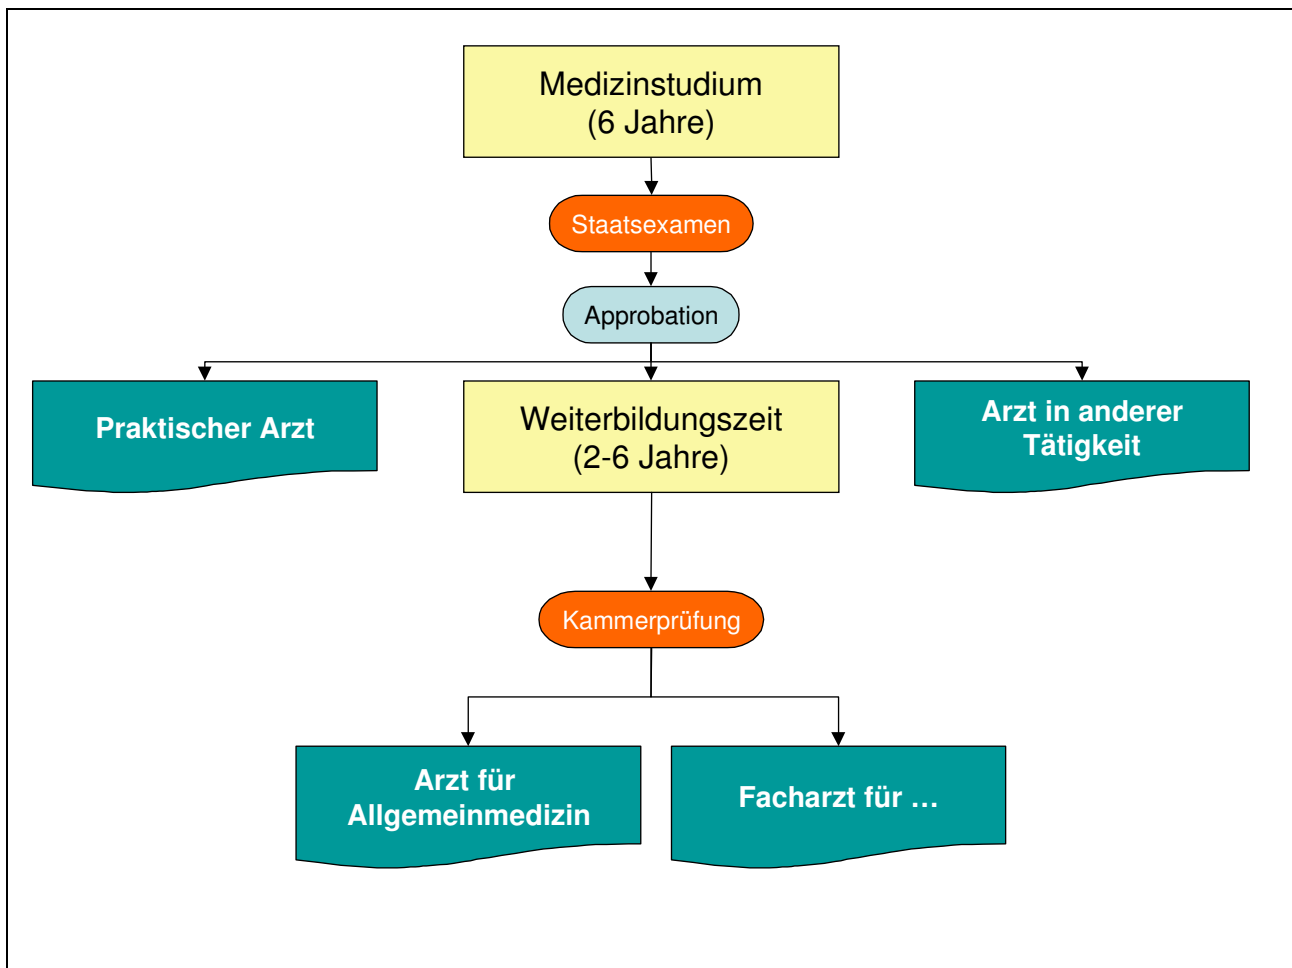 Medizinstudium
(6 Jahre)
Staatsexamen
Approbation
Praktischer Arzt
Weiterbildungszeit
(2-6 Jahre)
Arzt in anderer
Tätigkeit
Kammerprüfung
Arzt für
Allgemeinmedizin
Facharzt für …